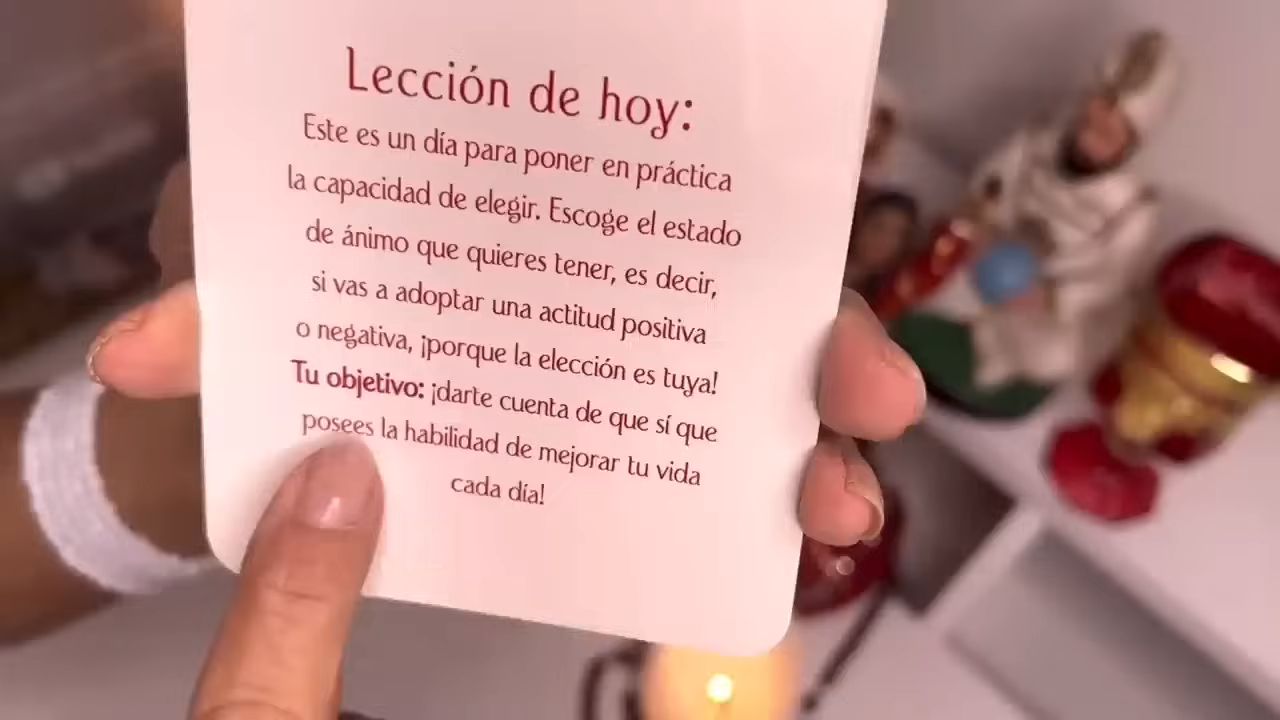 Lección de hoy:
Este es un día para poner en práctica
la capacidad de elegir. Escoge el estado
de ánimo que quieres tener, es decir,
si vas a adoptar una actitud positiva
o negativa, ¡porque la elección es tuya!
Tu objetivo: ¡darte cuenta de que sí que
posees la habilidad de mejorar tu vida
cada día!